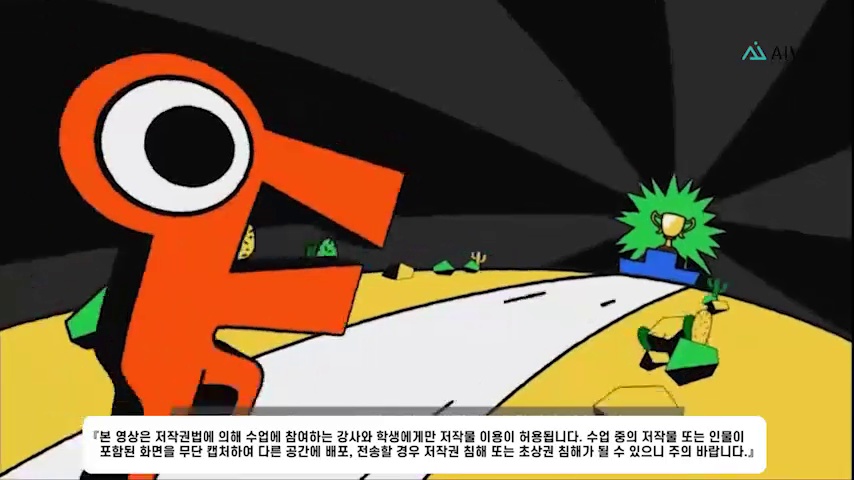 AIV
『본 영상은 저작권법에 의해 수업에 참여하는 강사와 학생에게만 저작물 이용이 허용됩니다. 수업 중의 저작물 또는 인물이
포함된 화면을 무단 캡처하여 다른 공간에 배포, 전송할 경우 저작권 침해 또는 초상권 침해가 될 수 있으니 주의 바랍니다.』